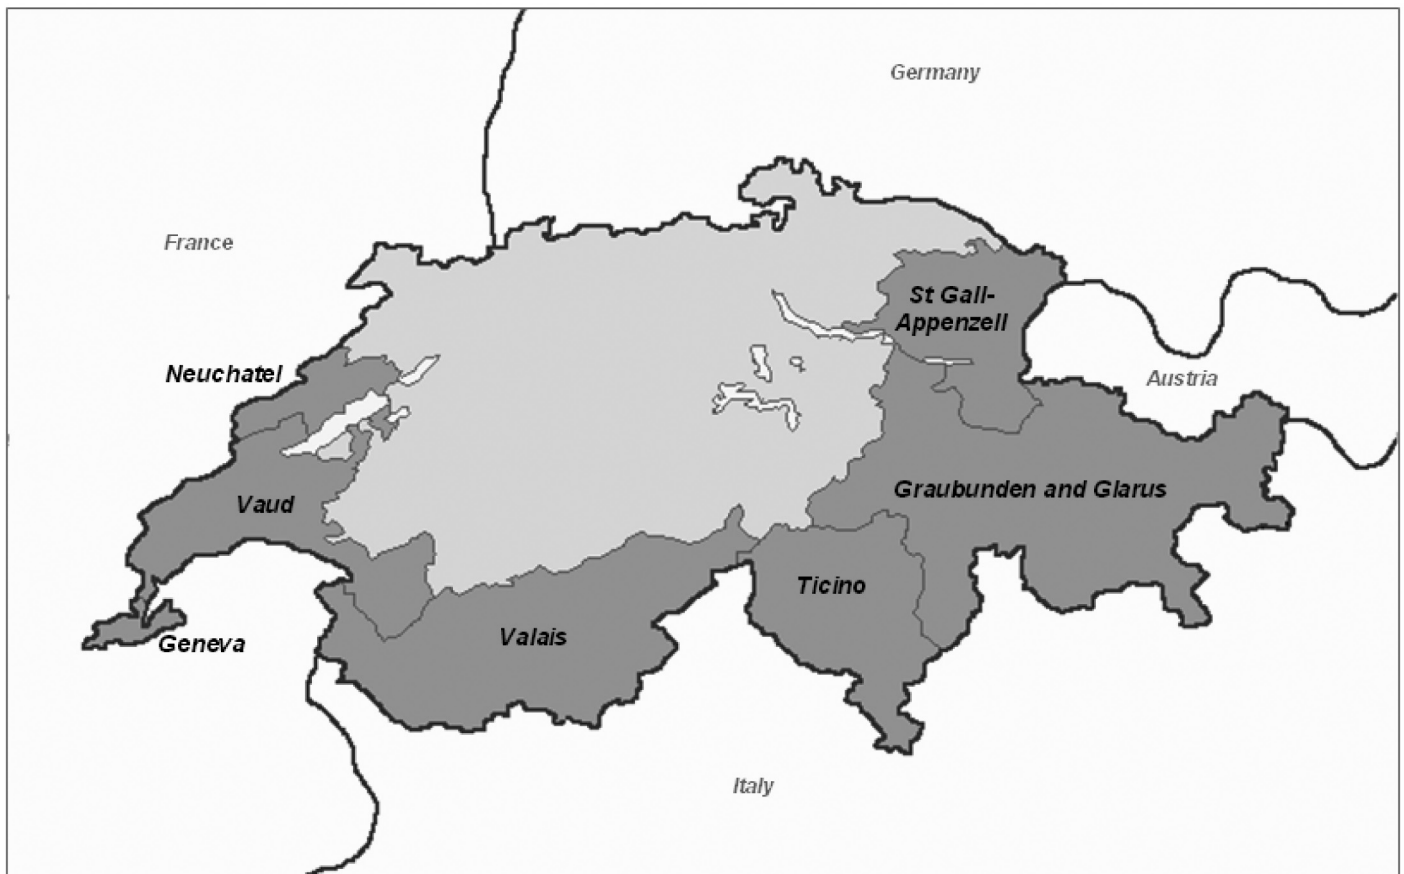 Germany
France
St Gall-
Appenzell
Neuchatel
Austria
Graubunden and Glarus
Vaud
Ticino
Valais
Geneva
Italy